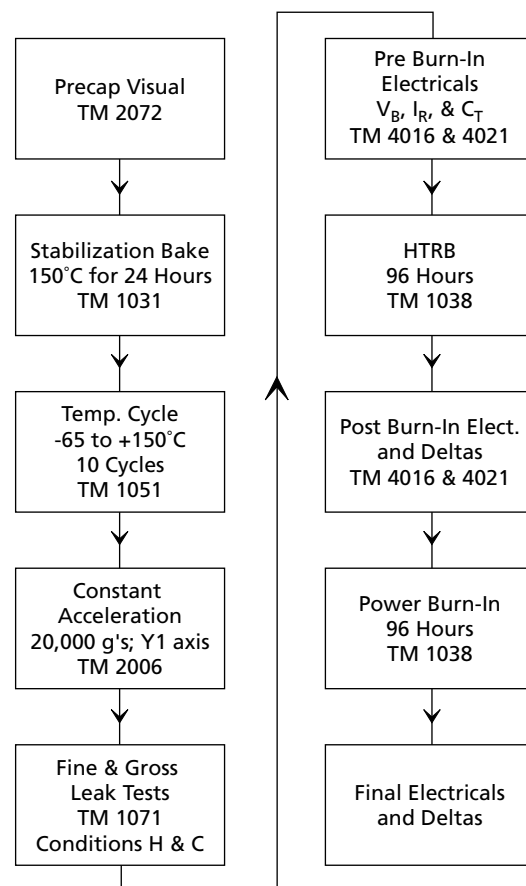 Precap Visual
TM 2072
Stabilization Bake
150°C for 24 Hours
TM 1031
Temp. Cycle
-65 to +150°C
10 Cycles
TM 1051
Constant
Acceleration
20,000 g's; Y1 axis
TM 2006
Fine & Gross
Leak Tests
TM 1071
Conditions H & C
Pre Burn-In
Electricals
V_B, I_R, & C_T
TM 4016 & 4021
HTRB
96 Hours
TM 1038
Post Burn-In Elect.
and Deltas
TM 4016 & 4021
Power Burn-In
96 Hours
TM 1038
Final Electricals
and Deltas